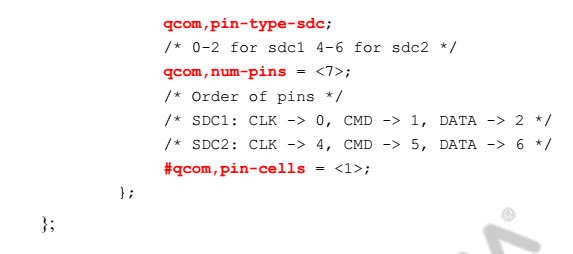 qcom,pin-type-sdc;
/* 0-2 for sdc1 4-6 for sdc2 */
qcom,num-pins = <7>;
/* Order of pins */
/* SDC1: CLK -> 0, CMD -> 1, DATA -> 2 */
/* SDC2: CLK -> 4, CMD -> 5, DATA -> 6 */
#qcom,pin-cells = <1>;
};
};